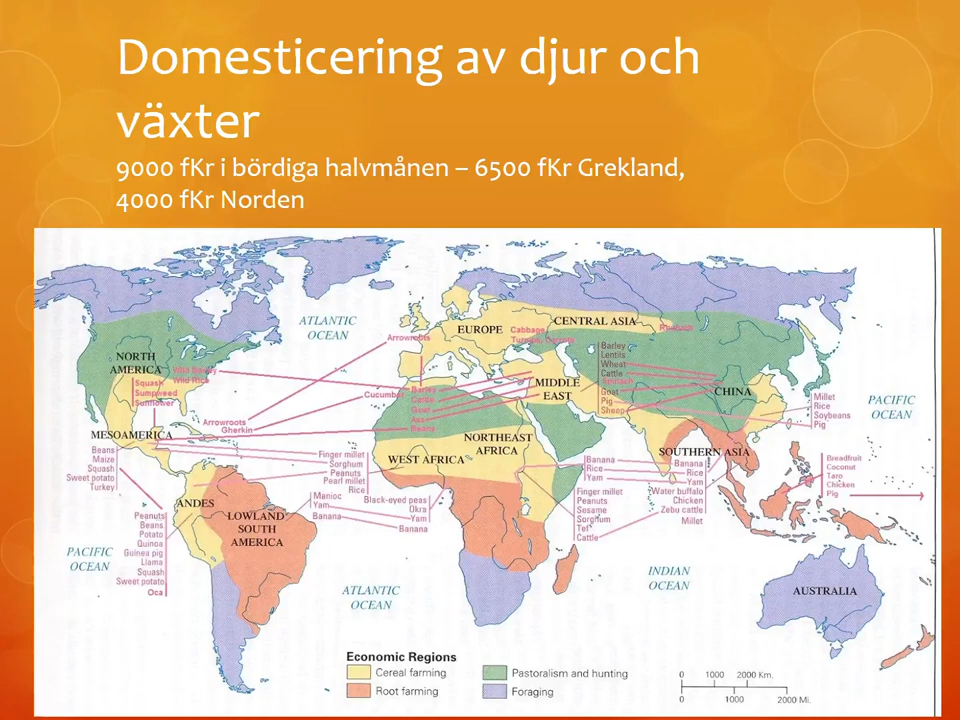 Domesticering av djur och
växter
9000 fKr i bördiga halvmånen – 6500 fKr Grekland,
4000 fKr Norden
ATLANTIC
OCEAN
EUROPE
CENTRAL ASIA
Cabbage
Arrowroots
NORTH
AMERICA
Wild Rice
Squash
Sumpweed
Sunflower
Cucumber
Barley
Cattle
Goat
Ass
Beans
MIDDLE
EAST
Barley
Lentils
Wheat
Cattle
Goat
Pig
Sheep
CHINA
Millet
Rice
Soybeans
Pig
PACIFIC
OCEAN
Arrowroots
Gherkin
MESOAMERICA
Beans
Maize
Squash
Sweet potato
Turkey
Finger millet
Sorghum
Peanuts
Pearl millet
Rice
WEST AFRICA
NORTHEAST
AFRICA
SOUTHERN ASIA
Banana
Rice
Yam
Banana
Rice
Yam
Water buffalo
Chicken
Zebu cattle
Millet
Breadfruit
Coconut
Taro
Chicken
Pig
ANDES
LOWLAND
SOUTH
AMERICA
Manioc
Yam
Banana
Black-eyed peas
Okra
Yam
Banana
Finger millet
Peanuts
Sesame
Sorghum
Tef
Cattle
Peanuts
Beans
Potato
Quinoa
Guinea pig
Llama
Squash
Sweet potato
Oca
PACIFIC
OCEAN
ATLANTIC
OCEAN
INDIAN
OCEAN
AUSTRALIA
Economic Regions
Cereal farming
Root farming
Pastoralism and hunting
Foraging
0 1000 2000 Km.
0 1000 2000 Mi.